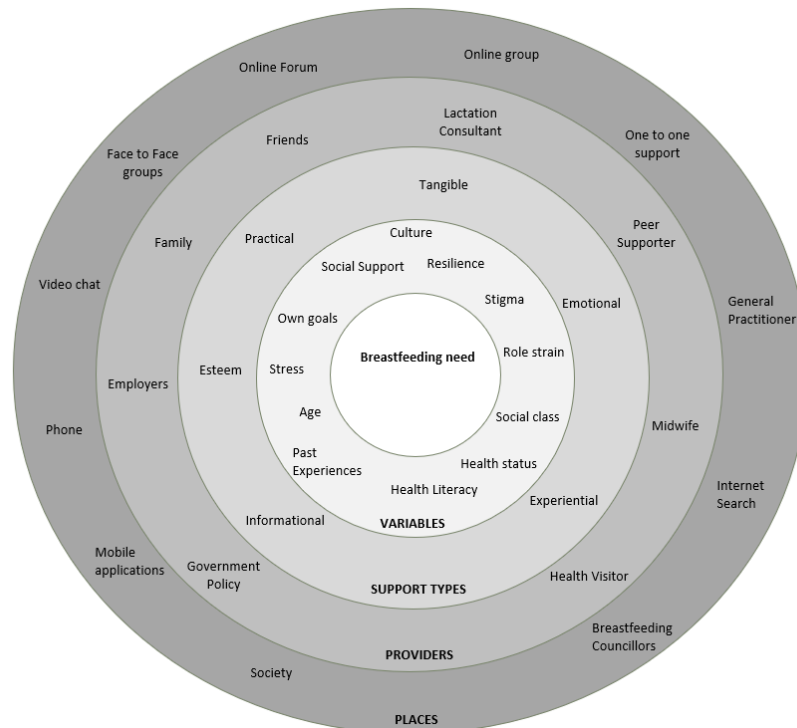 Online group
Online Forum
Lactation
Consultant
Friends
One to one
support
Face to Face
groups
Tangible
Peer
Supporter
Culture
Practical
Family
Resilience
Social Support
Video chat
Stigma
Emotional
General
Practitioner
Own goals
Role strain
Breastfeeding need
Esteem
Stress
Employers
Age
Social class
Midwife
Phone
Past
Experiences
Health status
Health Literacy
Internet
Search
Experiential
Informational
VARIABLES
Mobile
applications
Government
Policy
Health Visitor
SUPPORT TYPES
Breastfeeding
Councillors
PROVIDERS
Society
PLACES